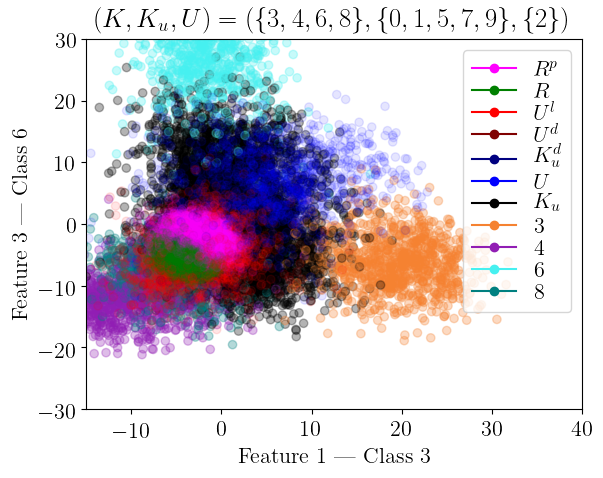 (K, K_u, U) = ({3, 4, 6, 8}, {0, 1, 5, 7, 9}, {2})
Feature 3 — Class 6
30
20
10
0
−10
−20
−30
R^p
R
U^l
U^d
K_u^d
U
K_u
3
4
6
8
−10
0
10
20
30
40
Feature 1 — Class 3